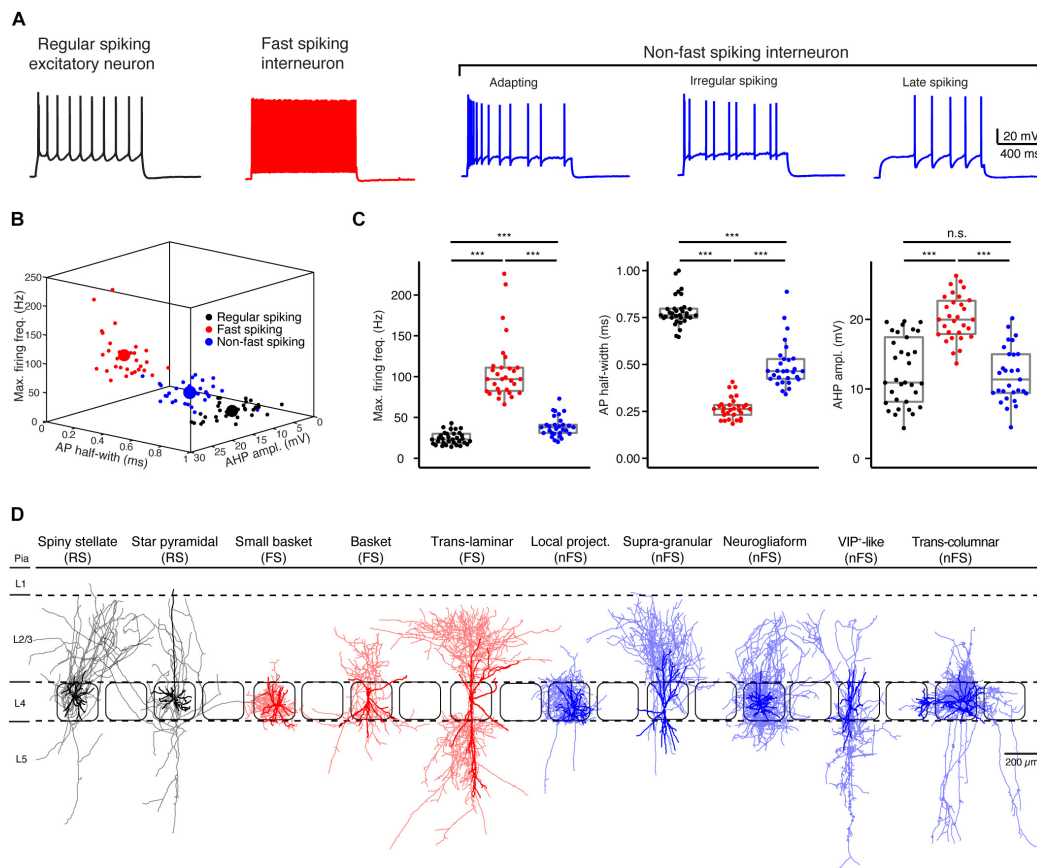 A
Regular spiking
excitatory neuron
Fast spiking
interneuron
Non-fast spiking interneuron
Adapting
Irregular spiking
Late spiking
20 mV
400 ms
B
Max. firing freq. (Hz)
250
200
150
100
50
0
0
0.2
0.4
0.6
0.8
1
AP half-with (ms)
30
25
20
15
10
5
0
AHP ampl. (mV)
Regular spiking
Fast spiking
Non-fast spiking
C
***
*** ***
Max. firing freq. (Hz)
200
150
100
50
0
***
*** ***
AP half-width (ms)
1.00
0.75
0.50
0.25
0.00
n.s.
*** ***
AHP ampl. (mV)
20
10
0
D
Pia
Spiny stellate
(RS)
Star pyramidal
(RS)
Small basket
(FS)
Basket
(FS)
Trans-laminar
(FS)
Local project.
(nFS)
Supra-granular
(nFS)
Neurogliaform
(nFS)
VIP⁺-like
(nFS)
Trans-columnar
(nFS)
L1
L2/3
L4
L5
200 µm